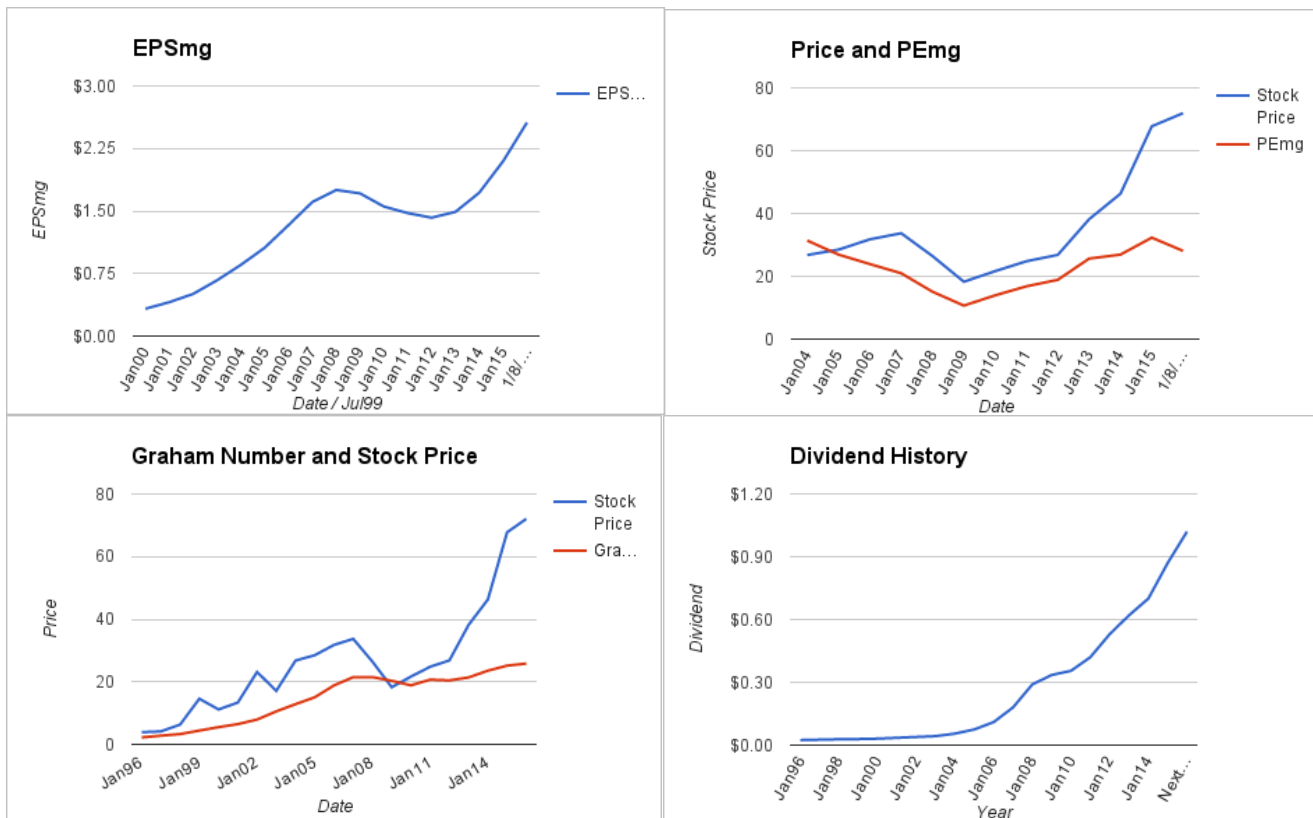 EPSmg
$3.00
$2.25
$1.50
$0.75
$0.00
EPSmg
EPS...
Jan00
Jan01
Jan02
Jan03
Jan04
Jan05
Jan06
Jan07
Jan08
Jan09
Jan10
Jan11
Jan12
Jan13
Jan14
Jan15
1/8/...
Date / Jul99
Price and PEmg
80
60
40
20
0
Stock Price
Stock
Price
PEmg
Jan04
Jan05
Jan06
Jan07
Jan08
Jan09
Jan10
Jan11
Jan12
Jan13
Jan14
Jan15
1/8/...
Date
Graham Number and Stock Price
80
60
40
20
0
Price
Stock
Price
Gra...
Jan96
Jan99
Jan02
Jan05
Jan08
Jan11
Jan14
Date
Dividend History
$1.20
$0.90
$0.60
$0.30
$0.00
Dividend
Jan96
Jan98
Jan00
Jan02
Jan04
Jan06
Jan08
Jan10
Jan12
Jan14
Next...
Year